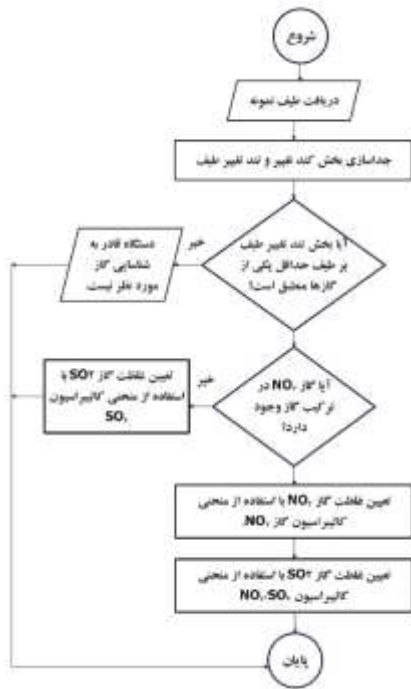 شروع
دریافت طیف نمونه
جداسازی بخش کند تغییر و تند تغییر طیف
آیا بخش تند تغییر طیف
بر طیف حداقل یکی از
گازها منطبق است؟
خیر
دستگاه قادر به
شناسایی گاز
مورد نظر نیست.
آیا گاز NO₂ در
ترکیب گاز وجود
دارد؟
خیر
تعیین غلظت گاز SO۲ با
استفاده از منحنی کالیبراسیون
SO₂
تعیین غلظت گاز NO₂ با استفاده از منحنی
کالیبراسیون گاز NO₂.
تعیین غلظت گاز SO۲ با استفاده از منحنی
کالیبراسیون NO₂-SO₂
پایان